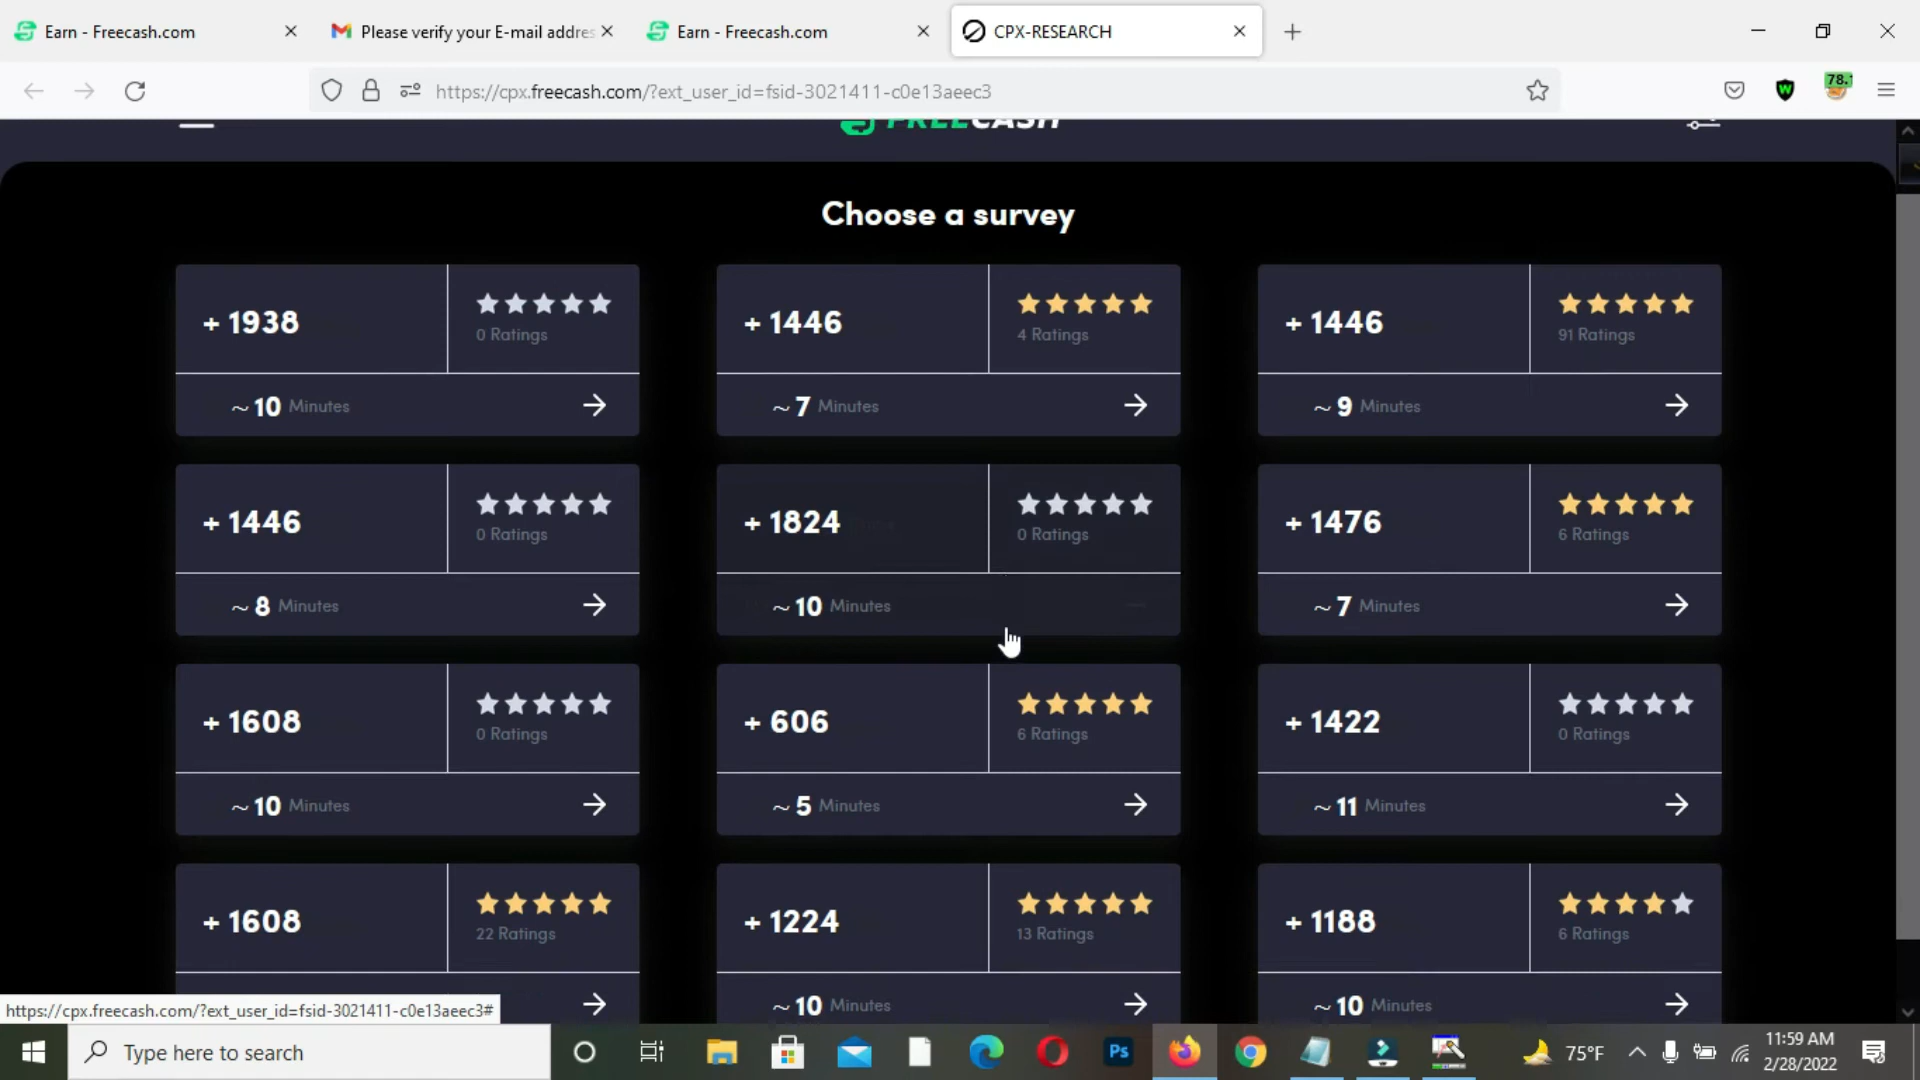 Earn - Freecash.com
Please verify your E-mail addres
Earn - Freecash.com
CPX-RESEARCH
https://cpx.freecash.com/?ext_user_id=fsid-3021411-c0e13aeec3
W
78.1
FREECASH
Choose a survey
+ 1938
0 Ratings
~ 10 Minutes
+ 1446
4 Ratings
~ 7 Minutes
+ 1446
91 Ratings
~ 9 Minutes
+ 1446
0 Ratings
~ 8 Minutes
+ 1824
0 Ratings
~ 10 Minutes
+ 1476
6 Ratings
~ 7 Minutes
+ 1608
0 Ratings
~ 10 Minutes
+ 606
6 Ratings
~ 5 Minutes
+ 1422
0 Ratings
~ 11 Minutes
+ 1608
22 Ratings
+ 1224
13 Ratings
~ 10 Minutes
+ 1188
6 Ratings
~ 10 Minutes
https://cpx.freecash.com/?ext_user_id=fsid-3021411-c0e13aeec3#
Type here to search
Ps
75°F
11:59 AM
2/28/2022